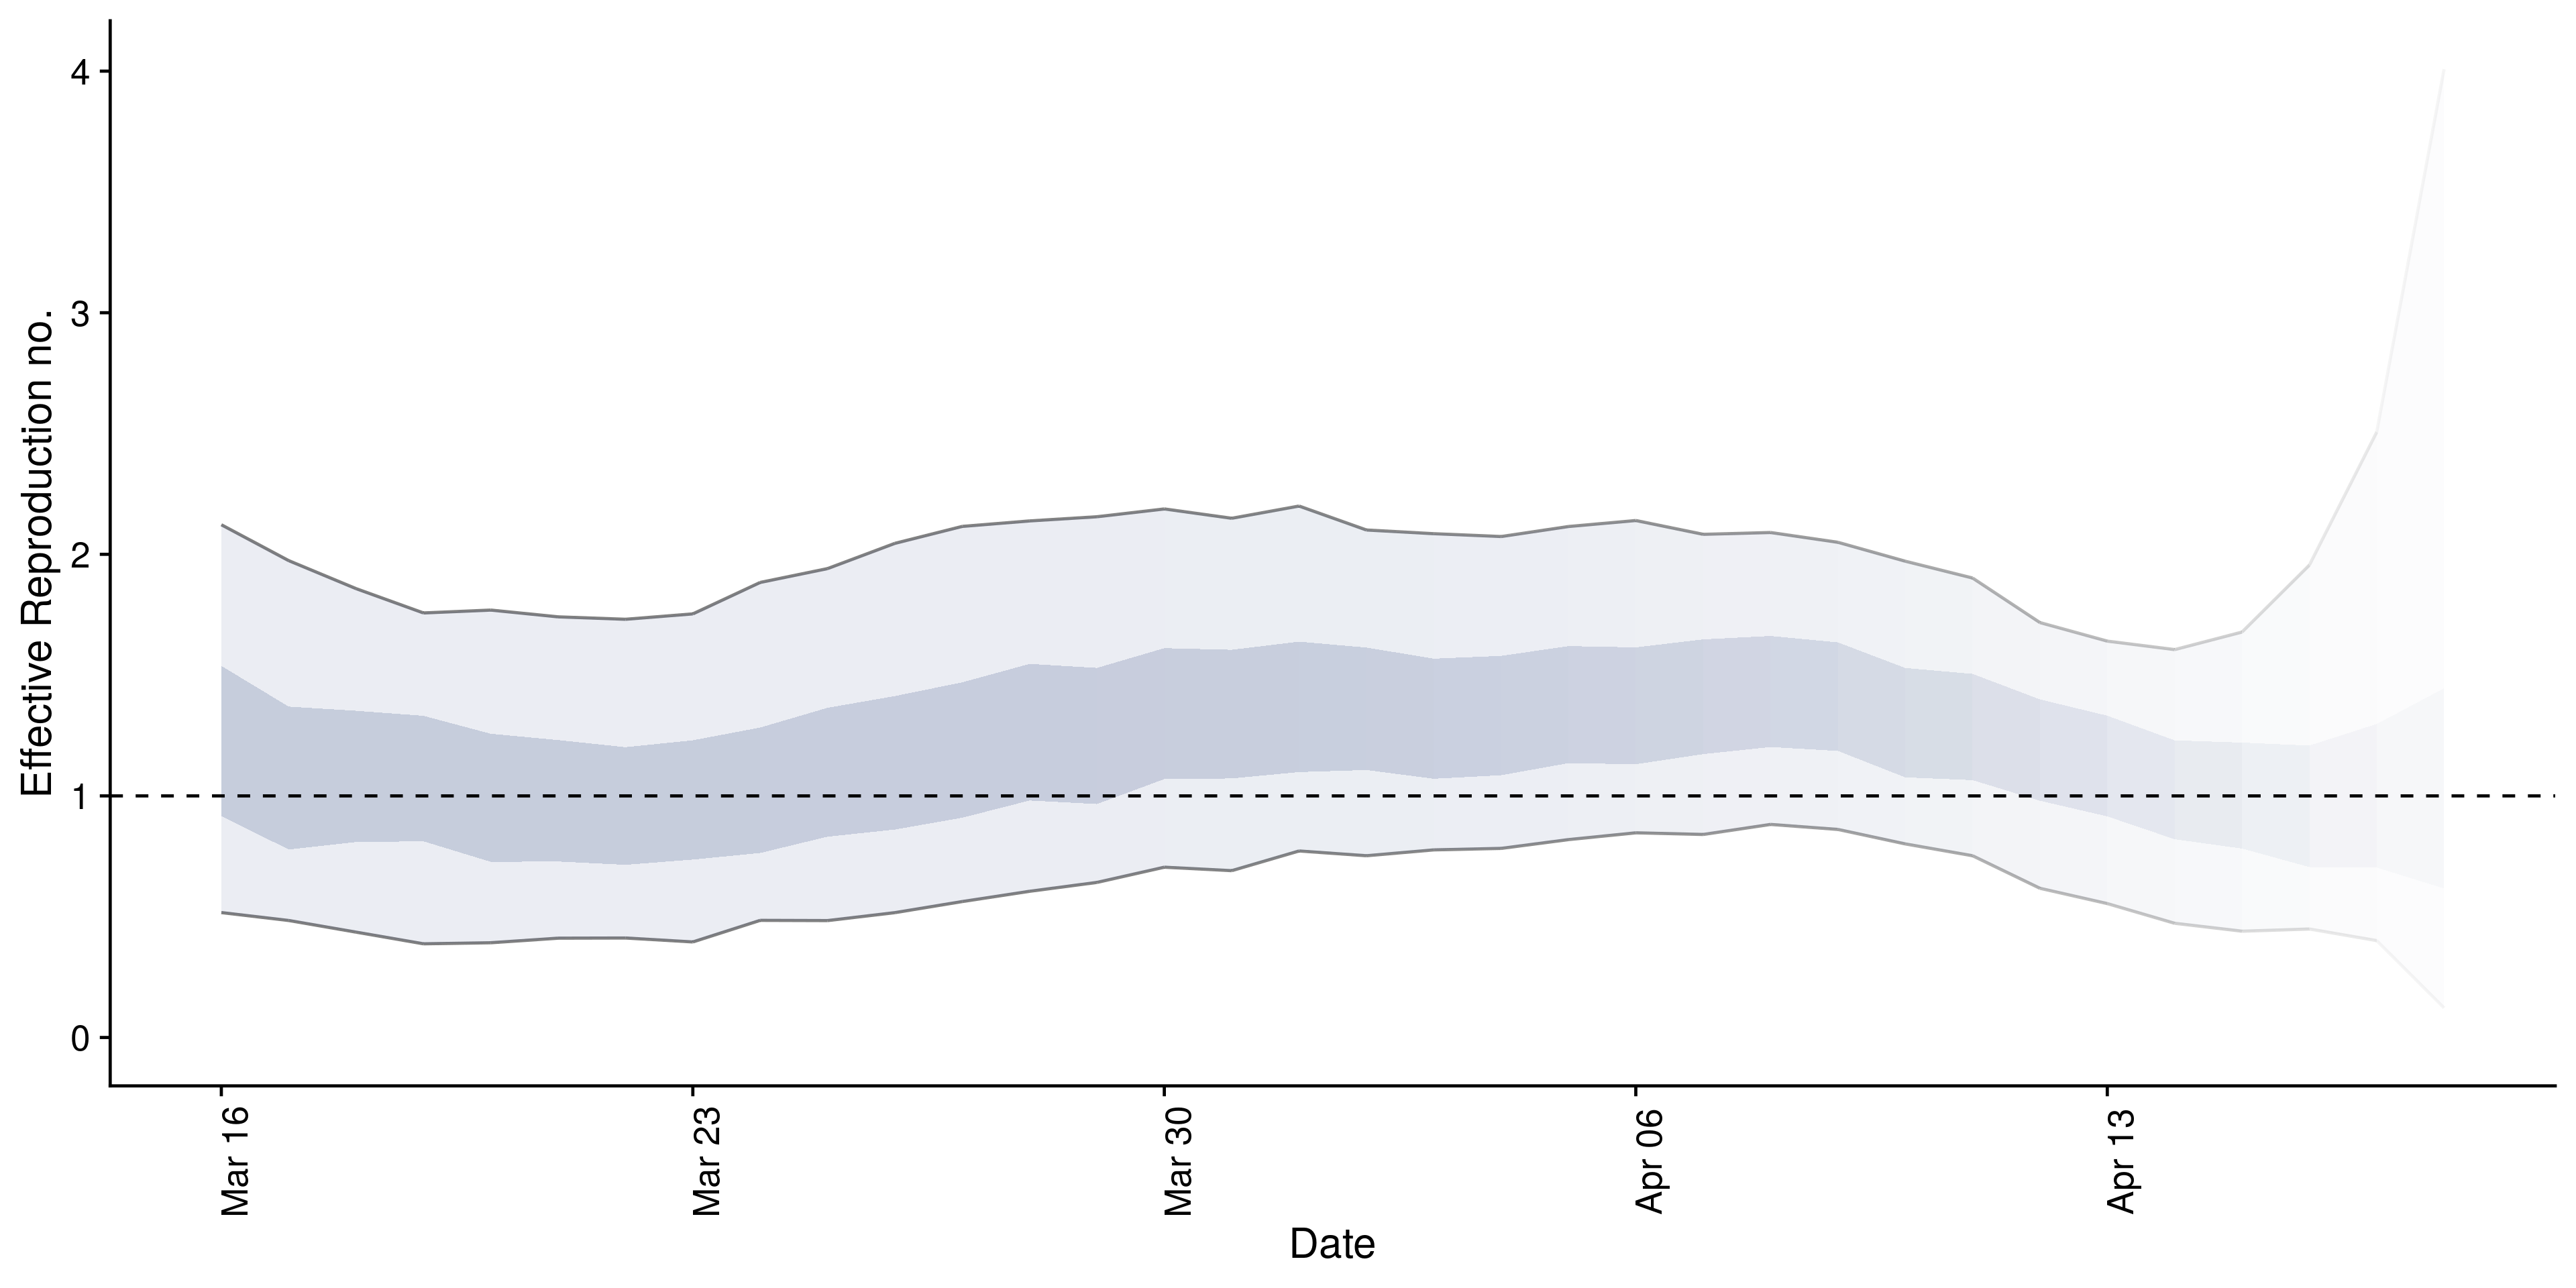 Effective Reproduction no.
4
3
2
1
0
Mar 16
Mar 23
Mar 30
Apr 06
Apr 13
Date